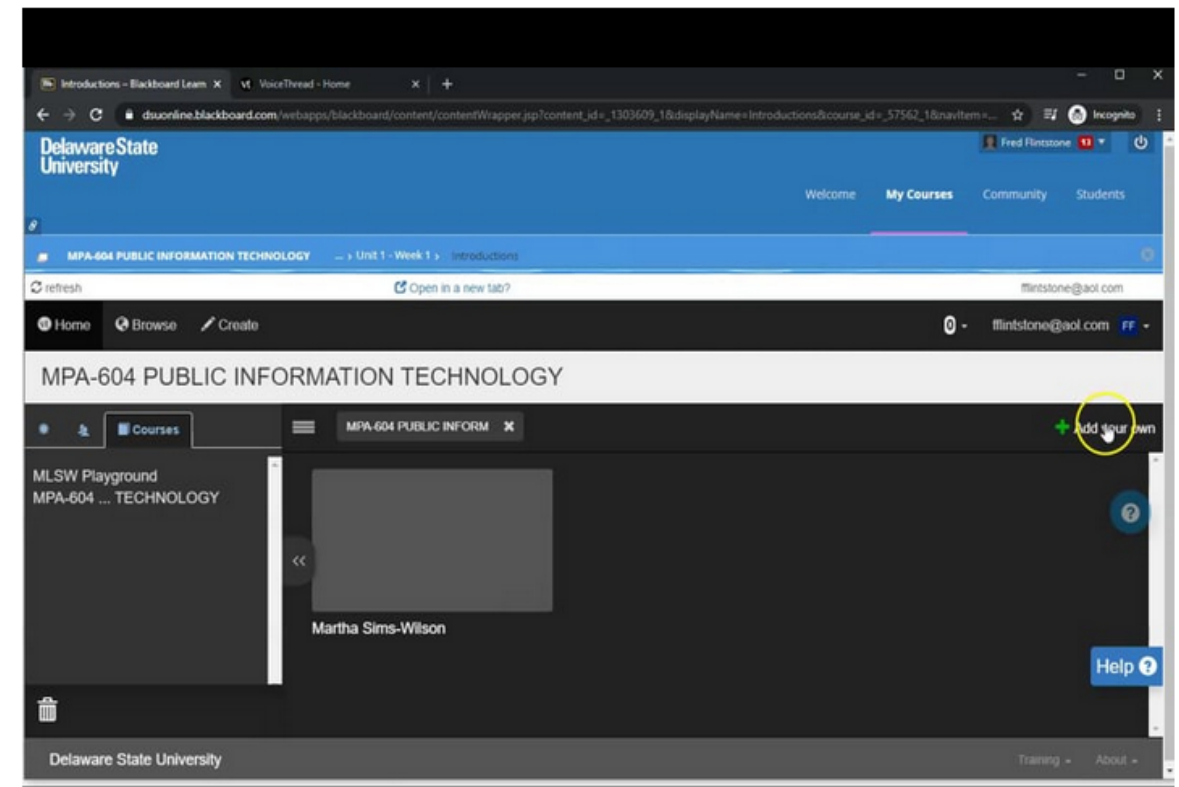 Introductions – Blackboard Learn
VoiceThread - Home
dsuonline.blackboard.com/webapps/blackboard/content/contentWrapper.jsp?content_id=_1303609_1&displayName=Introductions&course_id=_57562_1&navItem=...
Incognito
Delaware State
University
Fred Flintstone 13
Welcome My Courses Community Students
MPA-604 PUBLIC INFORMATION TECHNOLOGY ... > Unit 1 - Week 1 > Introductions
refresh
Open in a new tab?
fflintstone@aol.com
Home Browse Create
0
fflintstone@aol.com FF
MPA-604 PUBLIC INFORMATION TECHNOLOGY
Courses
MPA-604 PUBLIC INFORM
Add your own
MLSW Playground
MPA-604 ... TECHNOLOGY
Martha Sims-Wilson
Help
Delaware State University
Training About